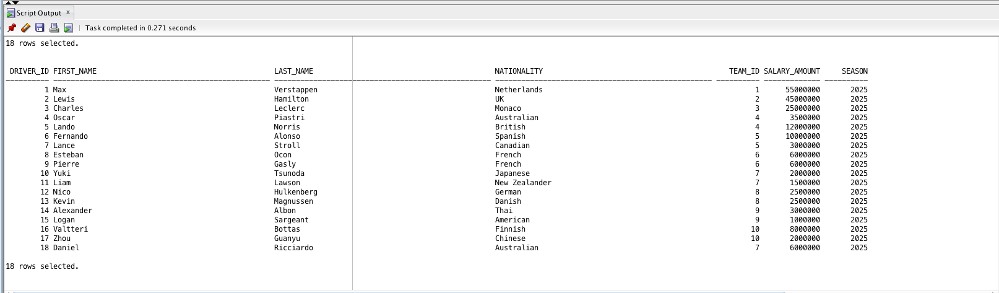 Script Output x
Task completed in 0.271 seconds
18 rows selected.
DRIVER_ID FIRST_NAME LAST_NAME NATIONALITY TEAM_ID SALARY_AMOUNT SEASON
1 Max Verstappen Netherlands 1 55000000 2025
2 Lewis Hamilton UK 2 45000000 2025
3 Charles Leclerc Monaco 3 25000000 2025
4 Oscar Piastri Australian 4 3500000 2025
5 Lando Norris British 4 12000000 2025
6 Fernando Alonso Spanish 5 10000000 2025
7 Lance Stroll Canadian 5 3000000 2025
8 Esteban Ocon French 6 6000000 2025
9 Pierre Gasly French 6 6000000 2025
10 Yuki Tsunoda Japanese 7 2000000 2025
11 Liam Lawson New Zealander 7 1500000 2025
12 Nico Hulkenberg German 8 2500000 2025
13 Kevin Magnussen Danish 8 2500000 2025
14 Alexander Albon Thai 9 3000000 2025
15 Logan Sargeant American 9 1000000 2025
16 Valtteri Bottas Finnish 10 8000000 2025
17 Zhou Guanyu Chinese 10 2000000 2025
18 Daniel Ricciardo Australian 7 6000000 2025
18 rows selected.